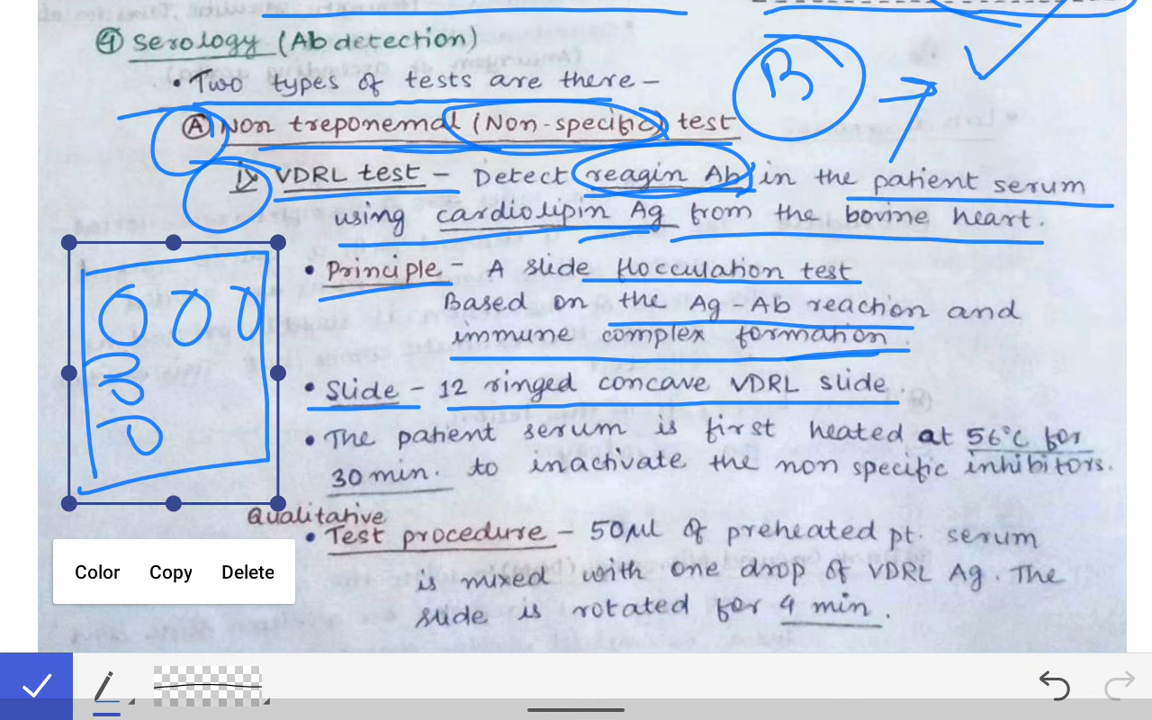 ④ Serology (Ab detection)
• Two types of tests are there –
Ⓐ Non treponemal (Non-specific) test
B
1) VDRL test – Detect reagin Ab in the patient serum
using cardiolipin Ag from the bovine heart.
• Principle – A slide flocculation test
Based on the Ag-Ab reaction and
immune complex formation.
• Slide – 12 ringed concave VDRL slide.
• The patient serum is first heated at 56°C for
30 min. to inactivate the non specific inhibitors.
Qualitative
• Test procedure – 50µl of preheated pt. serum
is mixed with one drop of VDRL Ag. The
slide is rotated for 4 min.
Color Copy Delete